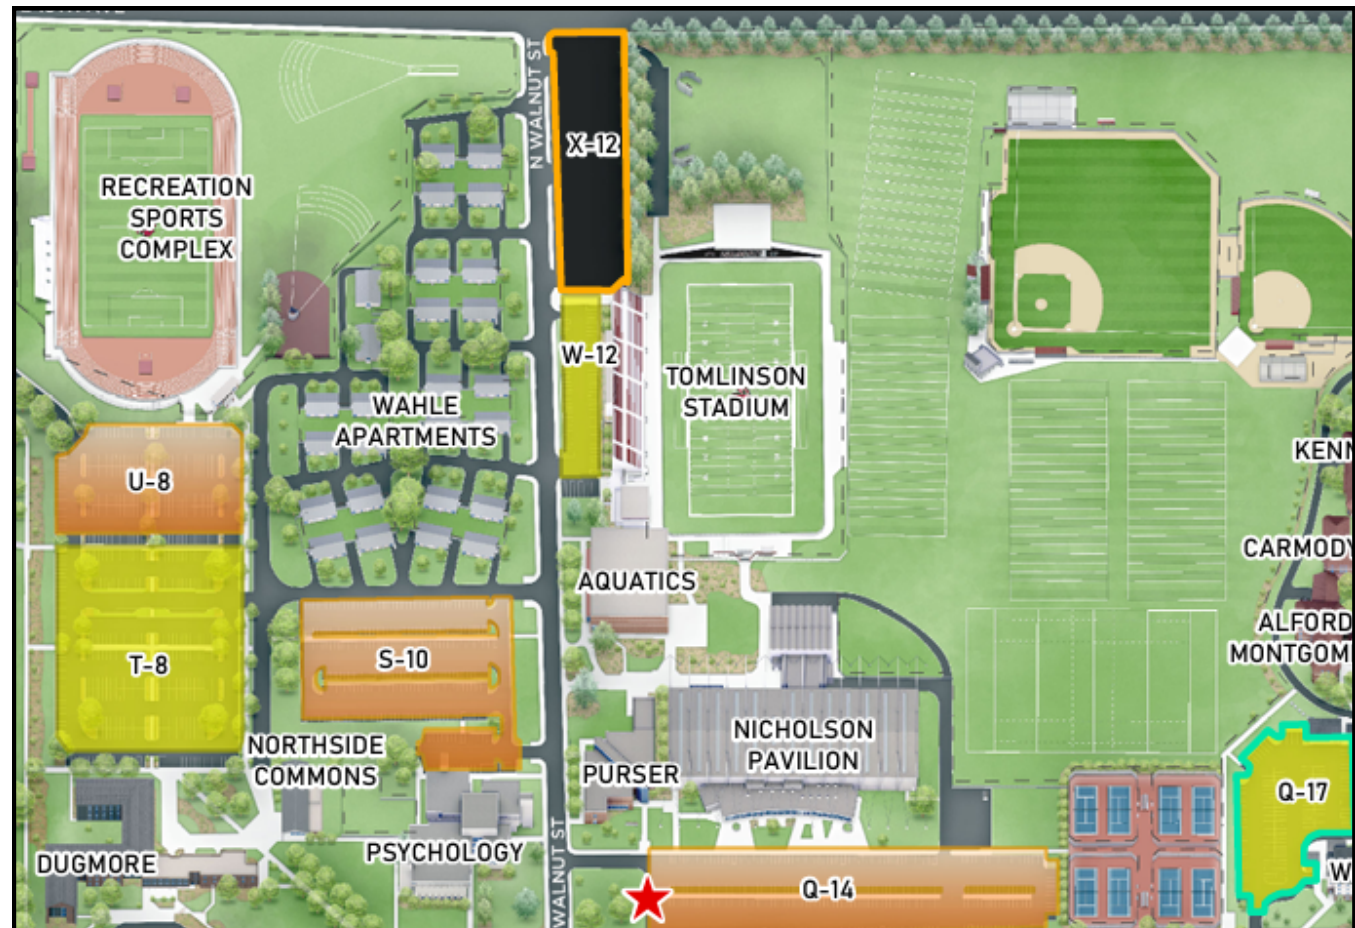 N WALNUT ST
X-12
RECREATION
SPORTS
COMPLEX
W-12
TOMLINSON
STADIUM
WAHLE
APARTMENTS
U-8
KENN
CARMODY
AQUATICS
ALFORD
MONTGOM
S-10
T-8
NICHOLSON
PAVILION
NORTHSIDE
COMMONS
PURSER
Q-17
PSYCHOLOGY
DUGMORE
WALNUT ST
Q-14
W